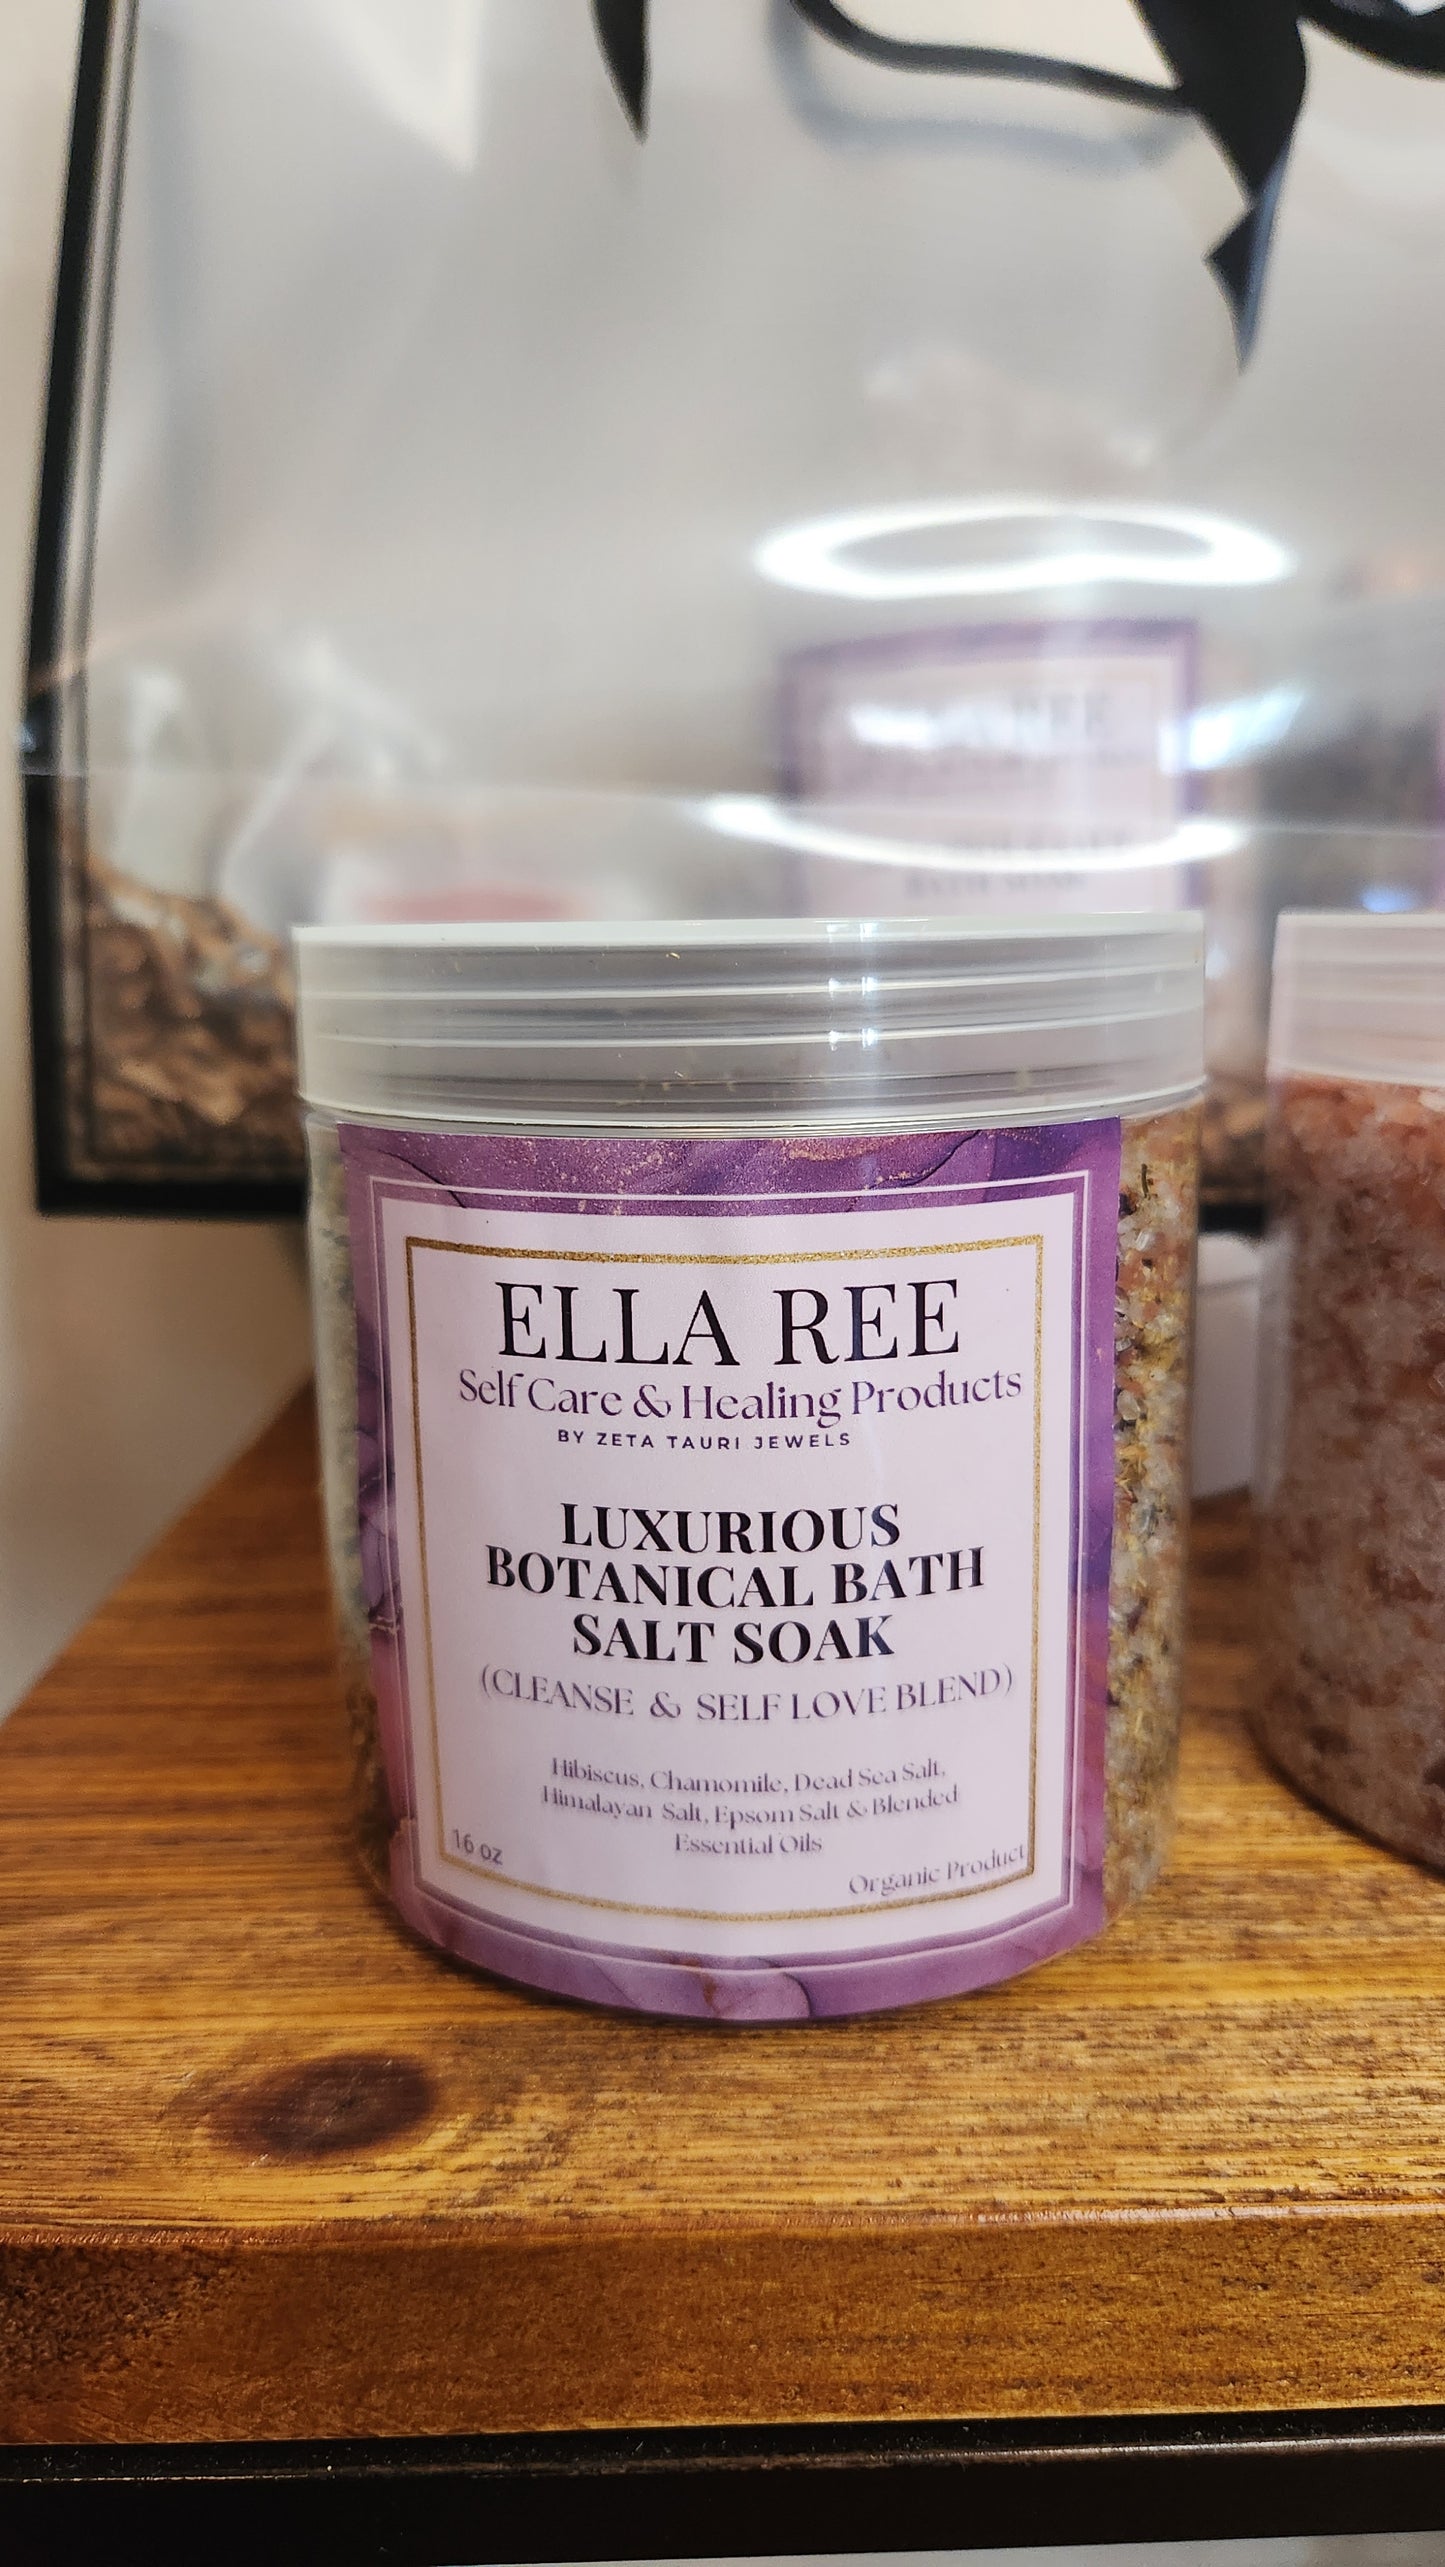 ELLA REE
Self Care & Healing Products
BY ZETA TAURI JEWELS
LUXURIOUS
BOTANICAL BATH
SALT SOAK
(CLEANSE & SELF LOVE BLEND)
Hibiscus, Chamomile, Dead Sea Salt,
Himalayan Salt, Epsom Salt & Blended
Essential Oils
16 oz
Organic Product